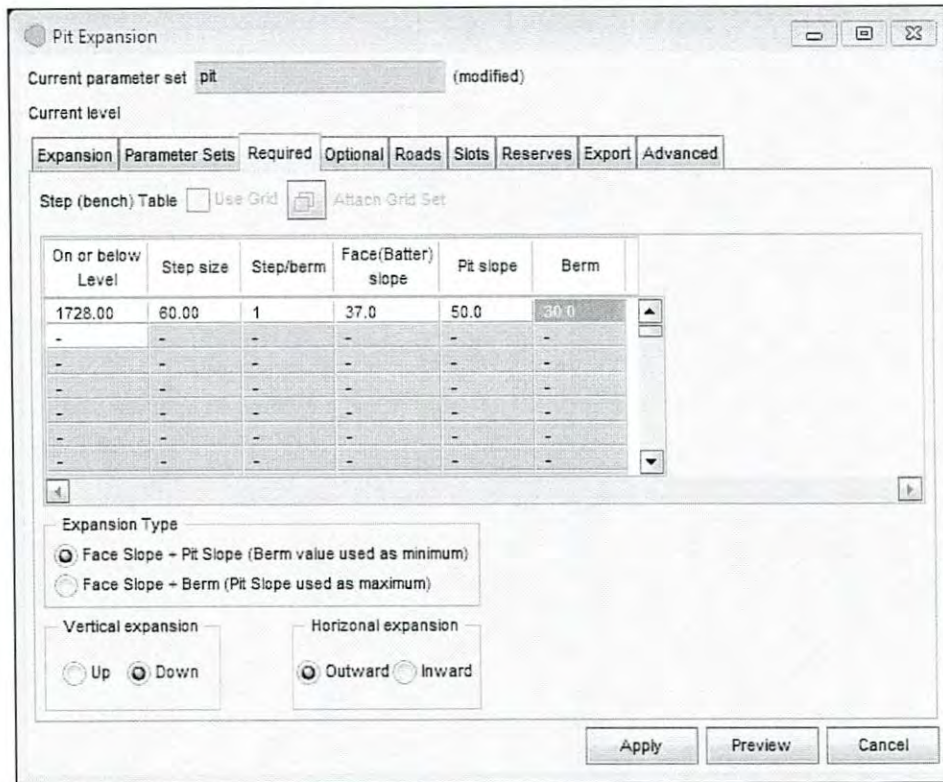 Pit Expansion
Current parameter set pit (modified)
Current level
Expansion Parameter Sets Required Optional Roads Slots Reserves Export Advanced
Step (bench) Table Use Grid Attach Grid Set
On or below Level Step size Step/berm Face(Batter) slope Pit slope Berm
1728.00 60.00 1 37.0 50.0 30.0
- - - - - -
- - - - - -
- - - - - -
- - - - - -
- - - - - -
- - - - - -
- - - - - -
Expansion Type
Face Slope + Pit Slope (Berm value used as minimum)
Face Slope + Berm (Pit Slope used as maximum)
Vertical expansion Horizonal expansion
Up Down Outward Inward
Apply Preview Cancel